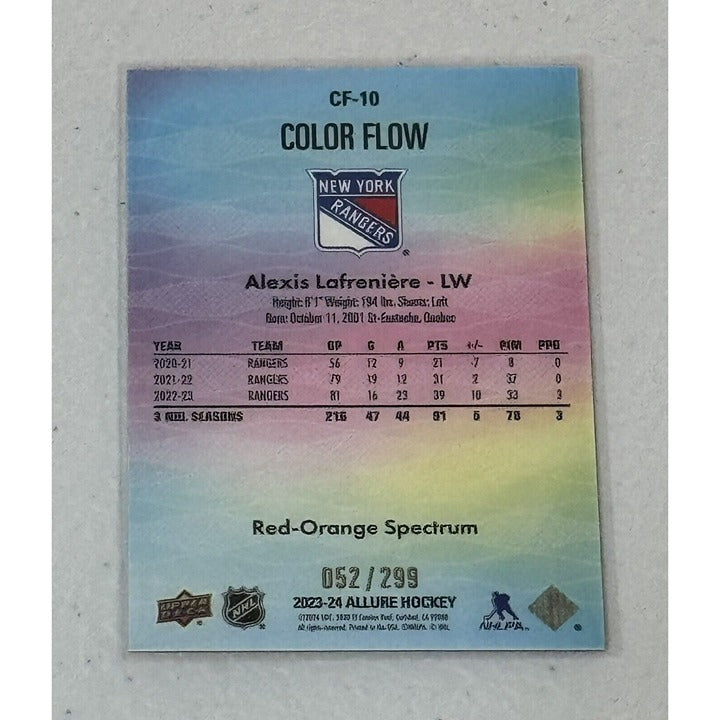 CF-10
COLOR FLOW
NEW YORK
RANGERS
Alexis Lafrenière - LW
Height: 6'1" Weight: 194 lbs. Shoots: Left
Born: October 11, 2001 St-Eustache, Quebec
YEAR TEAM GP G A PTS +/- PIM PPG
2020-21 RANGERS 56 12 9 21 7 8 0
2021-22 RANGERS 79 19 12 31 2 37 0
2022-23 RANGERS 81 16 23 39 10 33 3
3 NHL SEASONS 216 47 44 91 5 78 3
Red-Orange Spectrum
052/299
UPPER DECK
NHL
2023-24 ALLURE HOCKEY
NHLPA